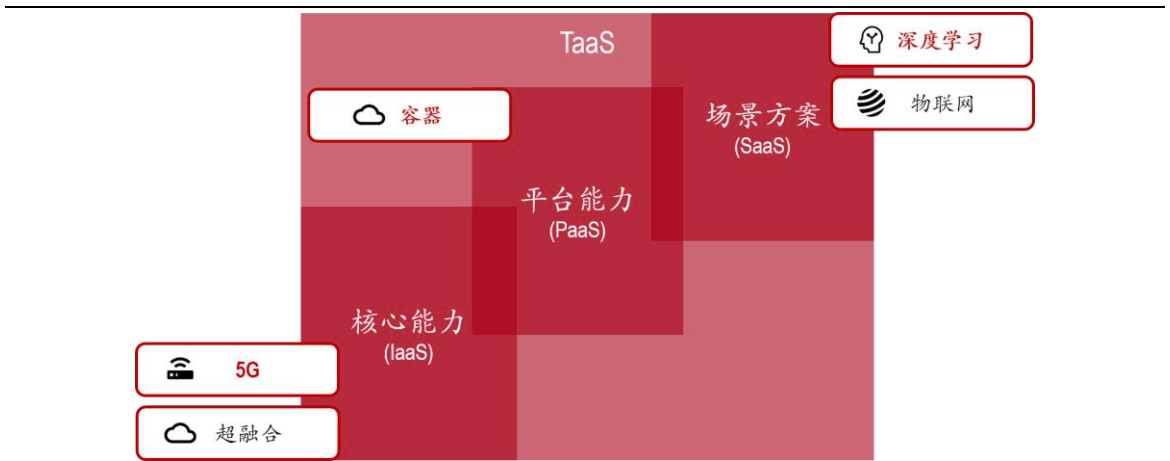 TaaS
深度学习
物联网
容器
场景方案
(SaaS)
平台能力
(PaaS)
核心能力
(IaaS)
5G
超融合